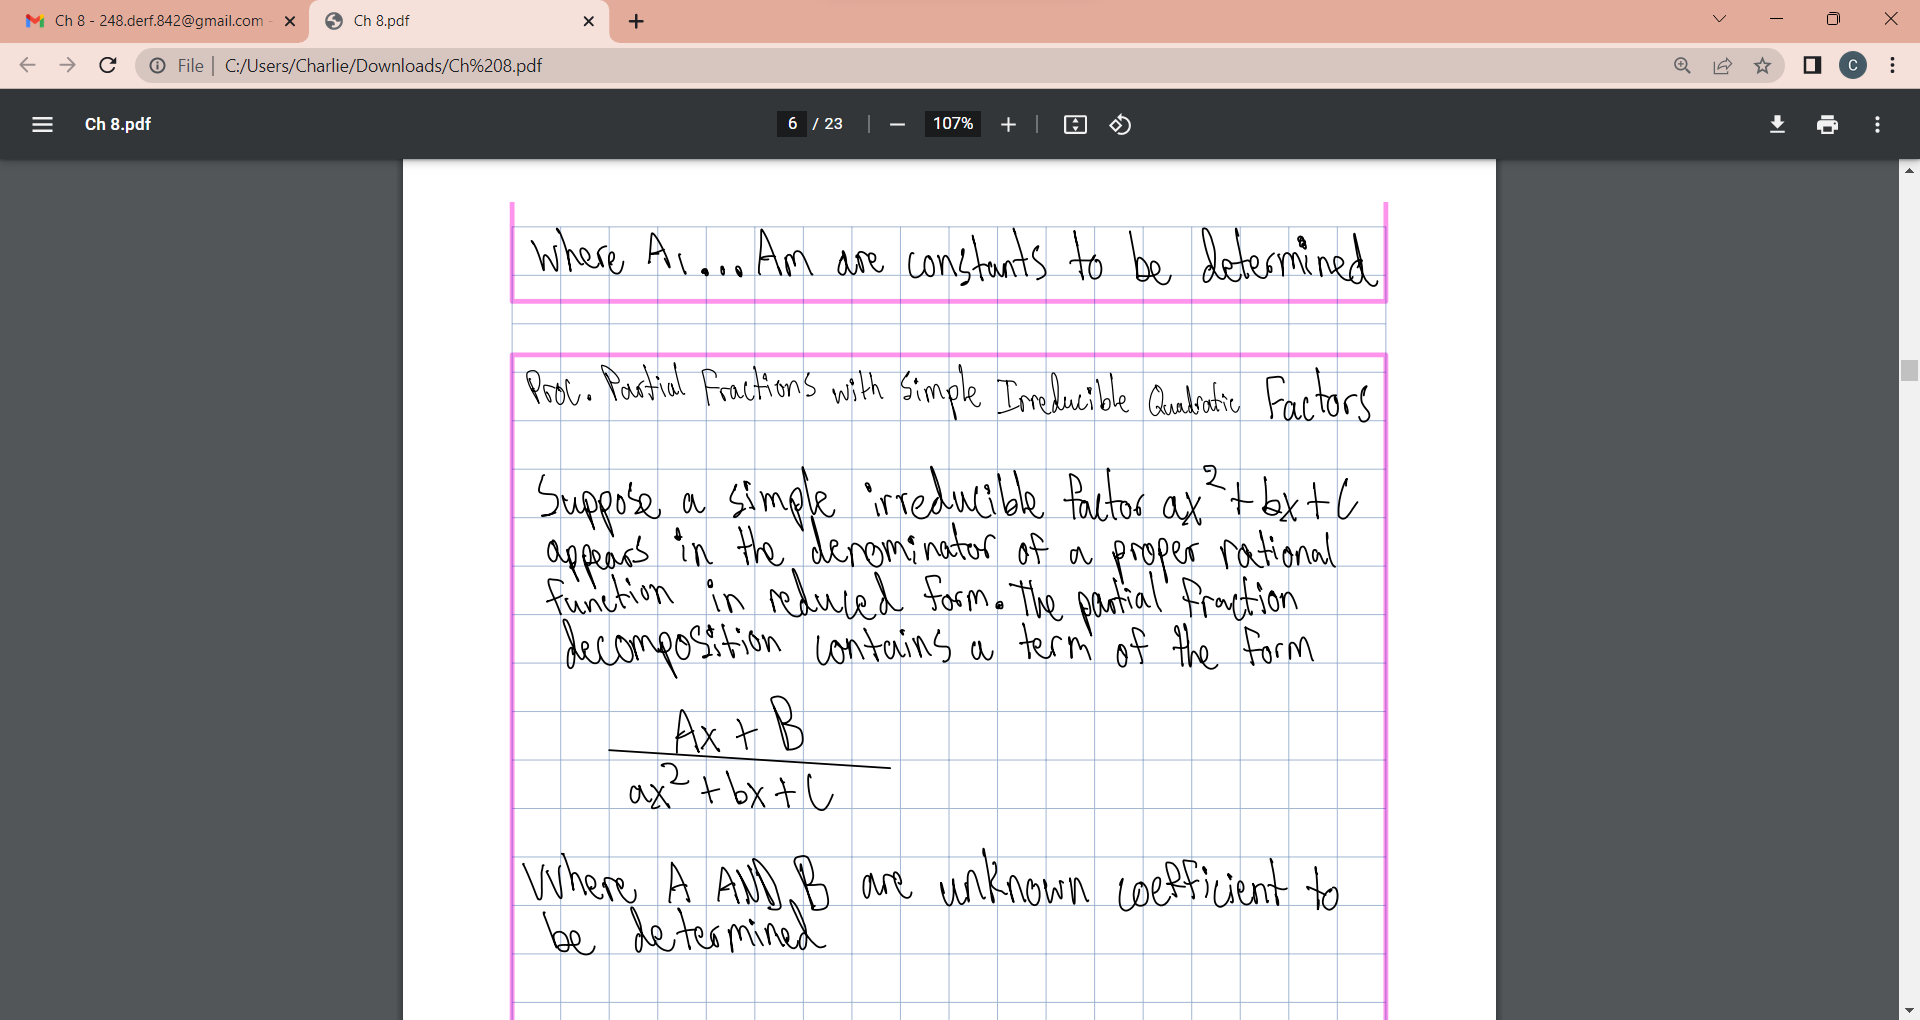 Ch 8 - 248.derf.842@gmail.com -
Ch 8.pdf
File | C:/Users/Charlie/Downloads/Ch%208.pdf
C
Ch 8.pdf
6 / 23
107%
Where A1 .... Am are constants to be determined
Proc. Partial Fractions with Simple Irreducible Quadratic Factors
Suppose a simple irreducible factor ax²+bx+C
appears in the denominator of a proper rational
function in reduced form. The partial fraction
decomposition contains a term of the form
Ax + B
ax² + bx + C
Where A AND B are unknown coefficient to
be determined